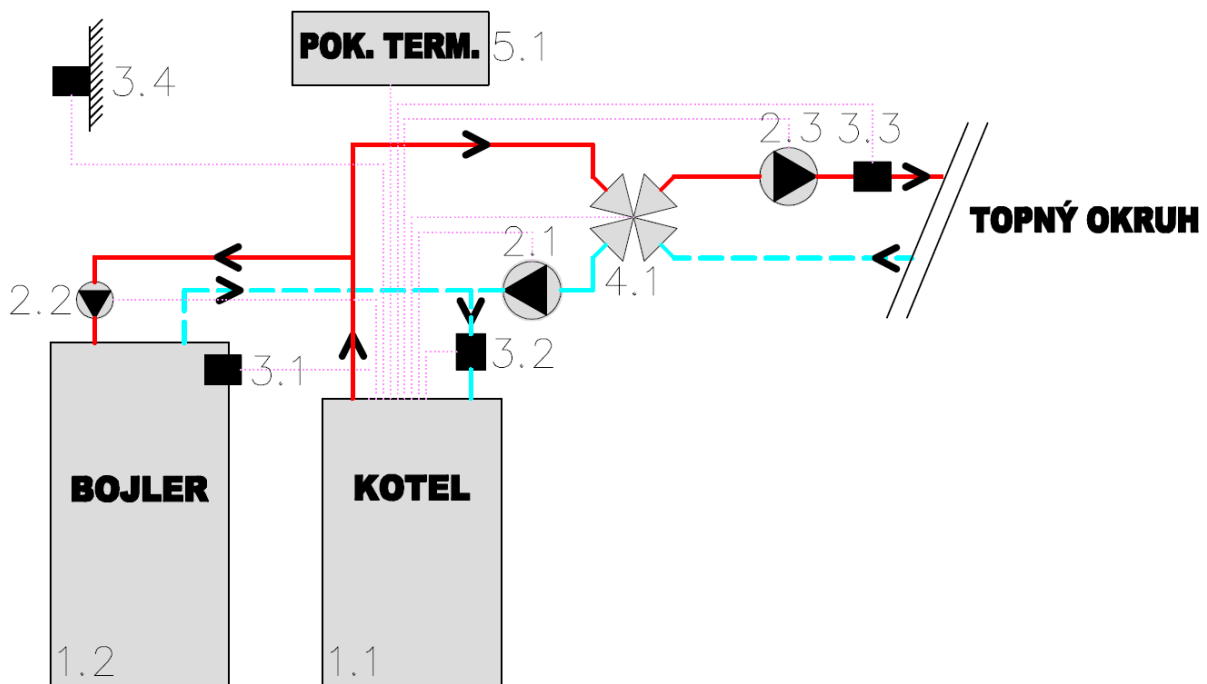 POK. TERM.
5.1
3.4
2.3
3.3
TOPNÝ OKRUH
2.1
4.1
2.2
3.1
3.2
BOJLER
KOTEL
1.2
1.1